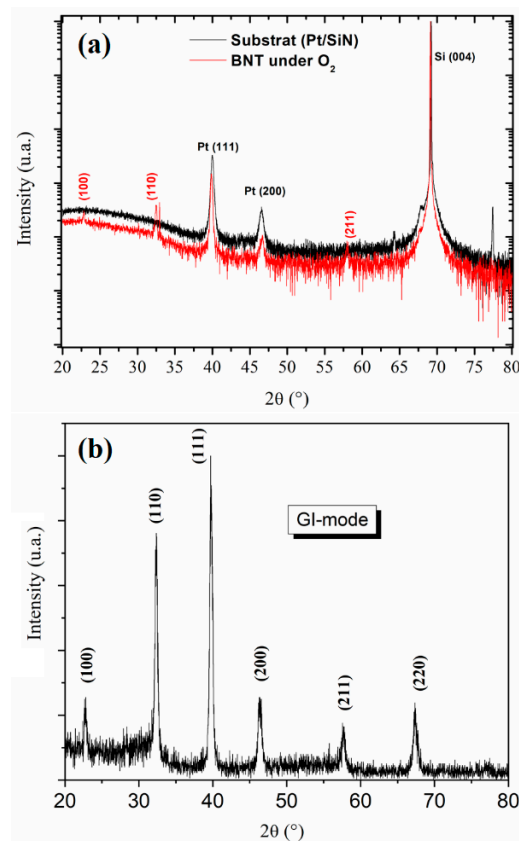 (a)
Substrat (Pt/SiN)
BNT under O2
Si (004)
Pt (111)
Pt (200)
(100)
(110)
(211)
Intensity (u.a.)
20 25 30 35 40 45 50 55 60 65 70 75 80
2θ (°)
(b)
(111)
(110)
GI-mode
(100)
(200)
(211)
(220)
Intensity (u.a.)
20 30 40 50 60 70 80
2θ (°)